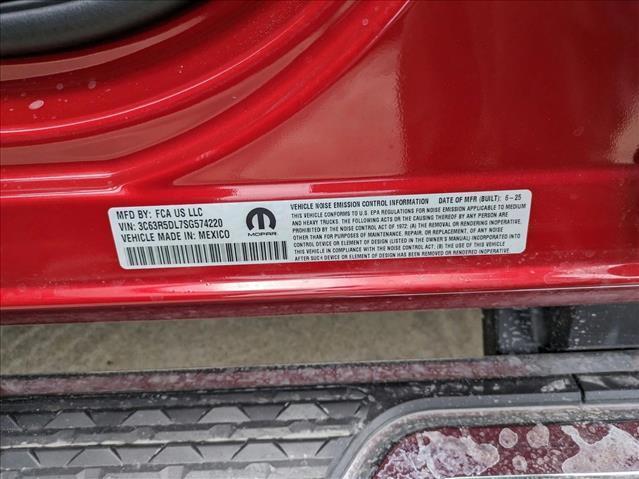 MFD BY: FCA US LLC
VIN: 3C63R5DL7SG574220
VEHICLE MADE IN: MEXICO
MOPAR
VEHICLE NOISE EMISSION CONTROL INFORMATION DATE OF MFR (BUILT): 6-25
THIS VEHICLE CONFORMS TO U.S. EPA REGULATIONS FOR NOISE EMISSION APPLICABLE TO MEDIUM
AND HEAVY TRUCKS. THE FOLLOWING ACTS OR THE CAUSING THEREOF BY ANY PERSON ARE
PROHIBITED BY THE NOISE CONTROL ACT OF 1972: (A) THE REMOVAL OR RENDERING INOPERATIVE,
OTHER THAN FOR PURPOSES OF MAINTENANCE, REPAIR, OR REPLACEMENT, OF ANY NOISE
CONTROL DEVICE OR ELEMENT OF DESIGN (LISTED IN THE OWNER'S MANUAL) INCORPORATED
INTO THIS VEHICLE IN COMPLIANCE WITH THE NOISE CONTROL ACT. (B) THE USE OF THIS VEHICLE
AFTER SUCH DEVICE OR ELEMENT OF DESIGN HAS BEEN REMOVED OR RENDERED INOPERATIVE.